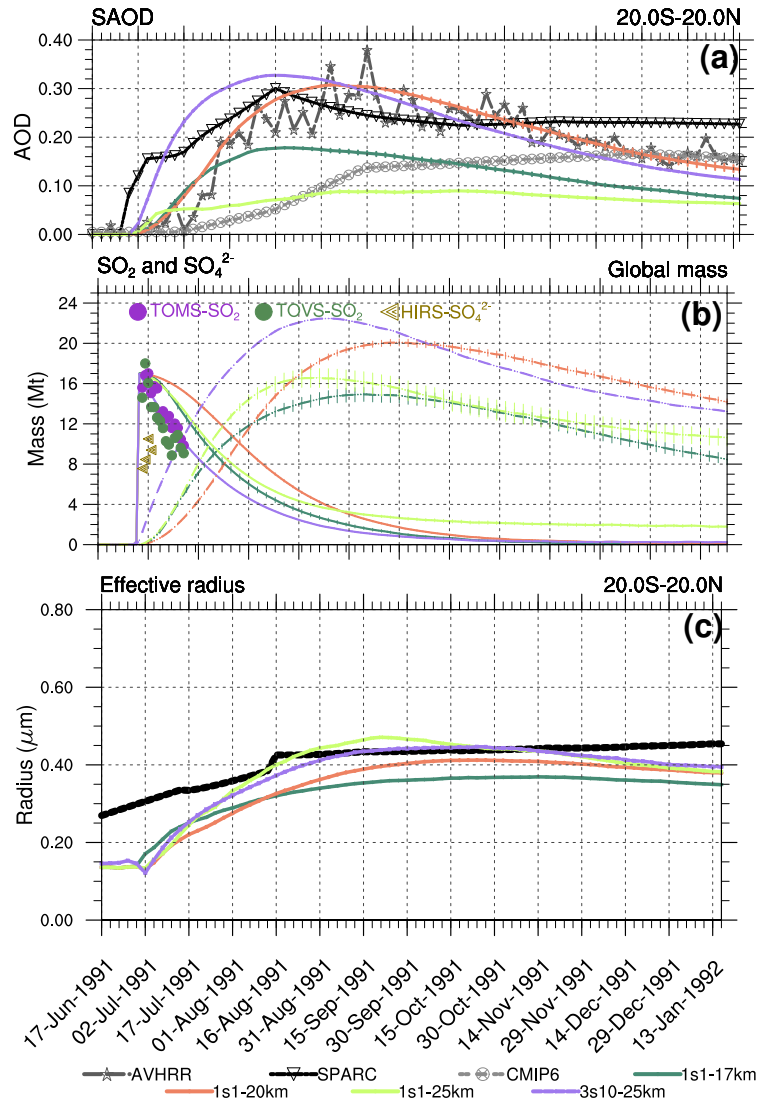 SAOD 20.0S-20.0N
(a)
0.40
0.30
0.20
0.10
0.00
AOD
SO₂ and SO₄²⁻ Global mass
TOMS-SO₂ TOVS-SO₂ HIRS-SO₄²⁻
(b)
24
20
16
12
8
4
0
Mass (Mt)
Effective radius 20.0S-20.0N
(c)
0.80
0.60
0.40
0.20
0.00
Radius (μm)
17-Jun-1991
02-Jul-1991
17-Jul-1991
01-Aug-1991
16-Aug-1991
31-Aug-1991
15-Sep-1991
30-Sep-1991
15-Oct-1991
30-Oct-1991
14-Nov-1991
29-Nov-1991
14-Dec-1991
29-Dec-1991
13-Jan-1992
AVHRR SPARC CMIP6 1s1-17km
1s1-20km 1s1-25km 3s10-25km